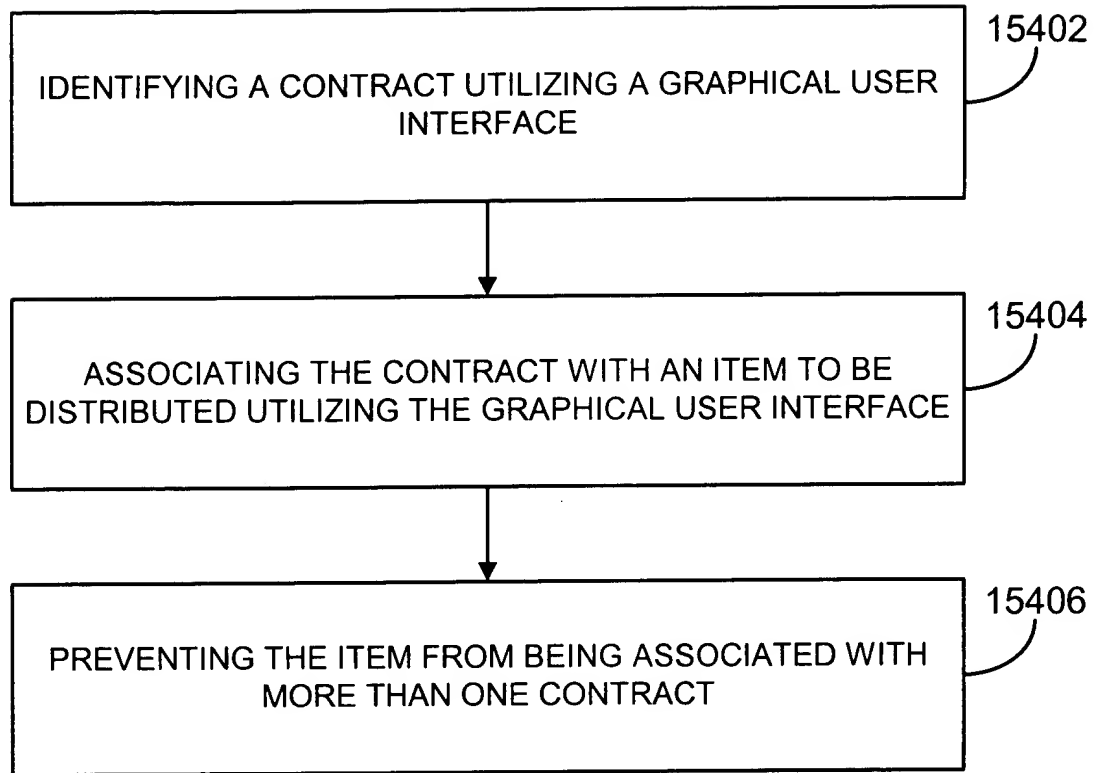 15402
IDENTIFYING A CONTRACT UTILIZING A GRAPHICAL USER
INTERFACE
15404
ASSOCIATING THE CONTRACT WITH AN ITEM TO BE
DISTRIBUTED UTILIZING THE GRAPHICAL USER INTERFACE
15406
PREVENTING THE ITEM FROM BEING ASSOCIATED WITH
MORE THAN ONE CONTRACT